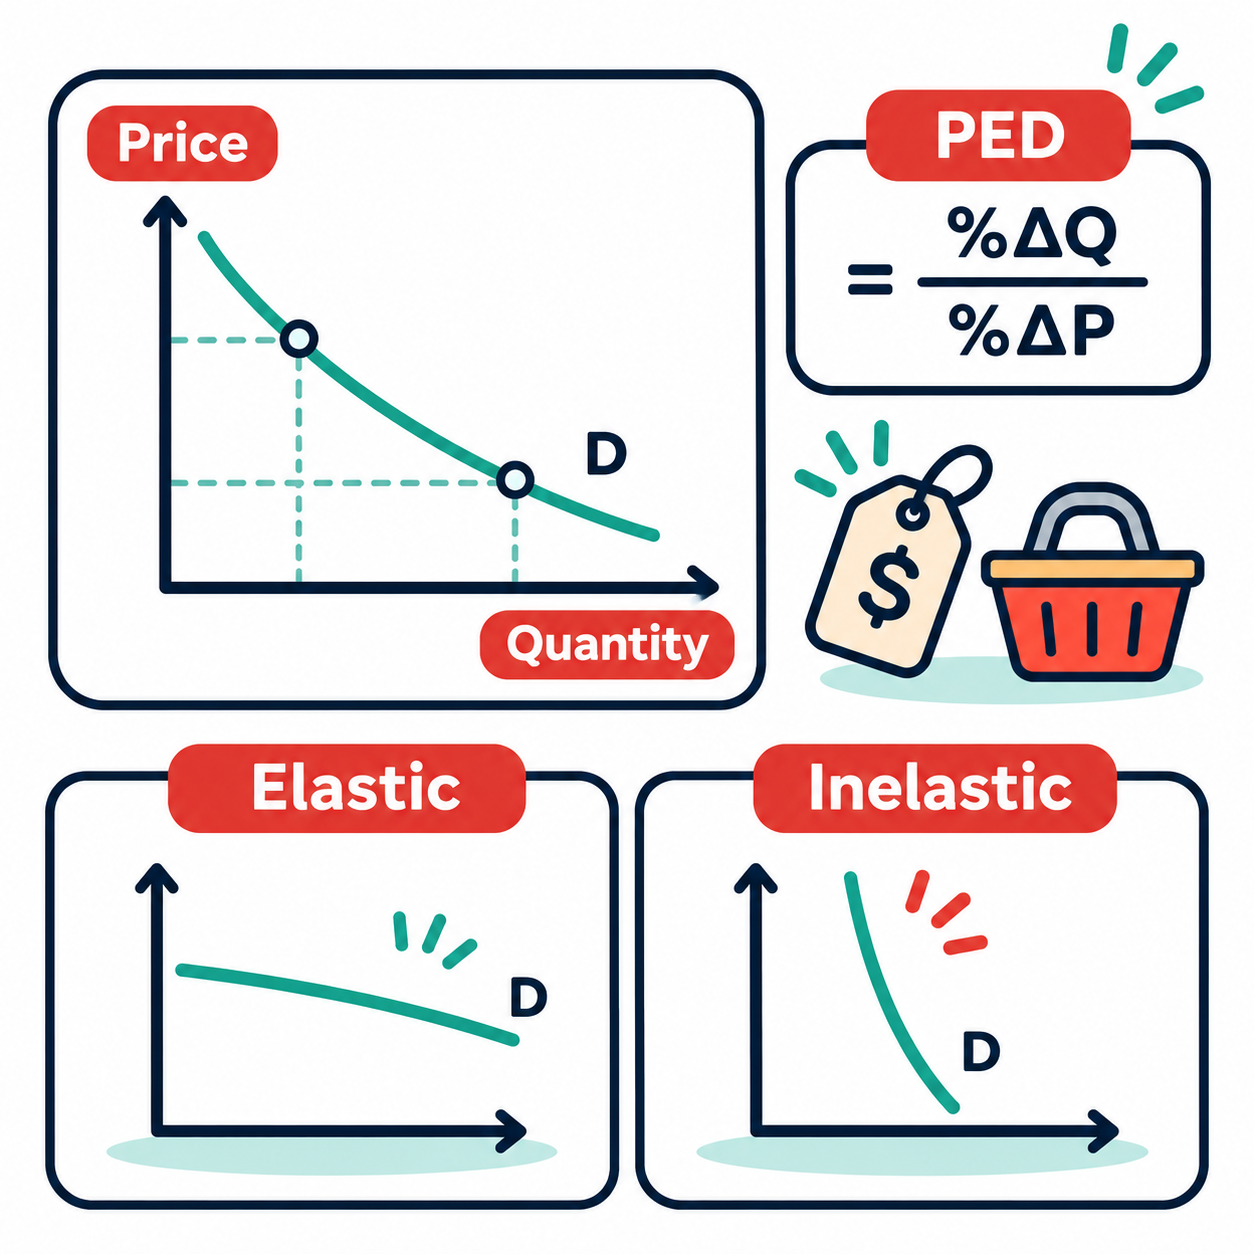 Price
D
Quantity
PED
= %ΔQ
%ΔP
$
Elastic
D
Inelastic
D